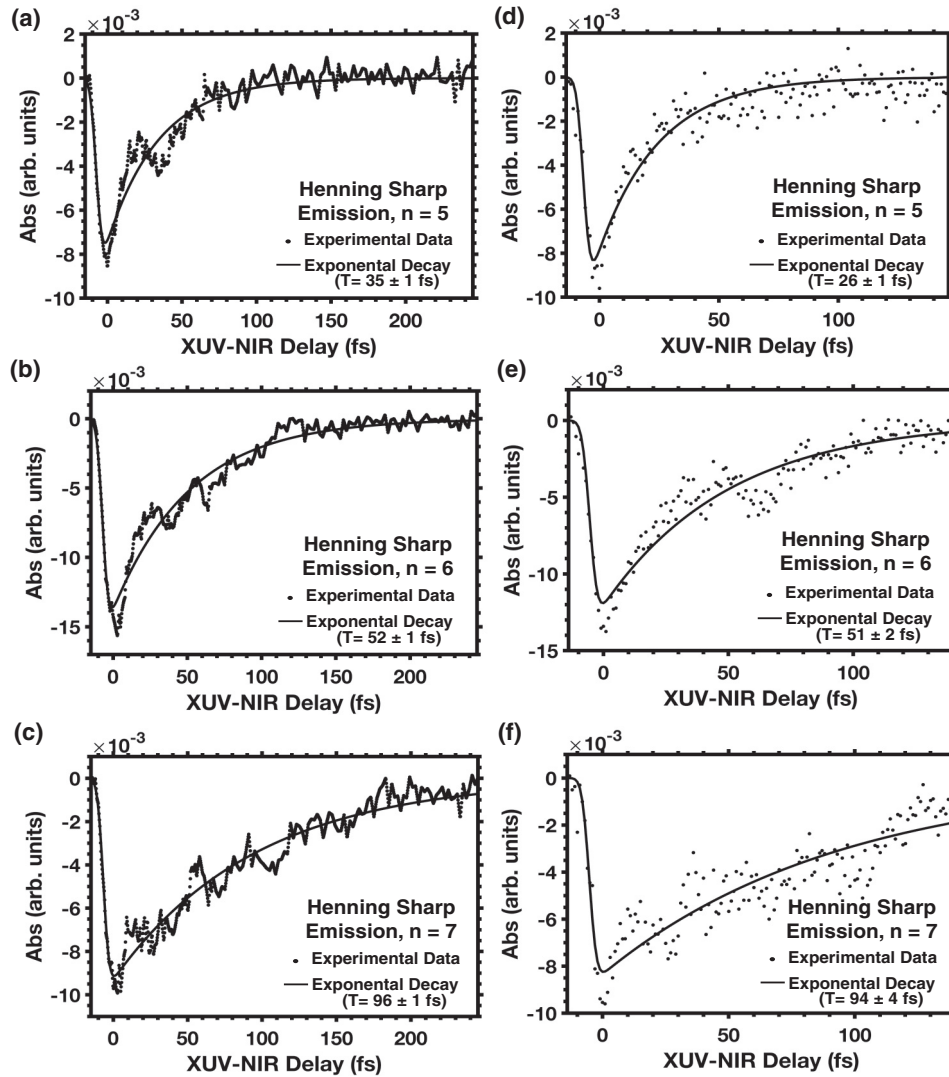 (a)
× 10⁻³
2
0
-2
-4
-6
-8
-10
Abs (arb. units)
Henning Sharp
Emission, n = 5
Experimental Data
Exponental Decay
(T= 35 ± 1 fs)
0 50 100 150 200
XUV-NIR Delay (fs)
(d)
× 10⁻³
2
0
-2
-4
-6
-8
-10
Abs (arb. units)
Henning Sharp
Emission, n = 5
Experimental Data
Exponental Decay
(T= 26 ± 1 fs)
0 50 100
XUV-NIR Delay (fs)
(b)
× 10⁻³
0
-5
-10
-15
Abs (arb. units)
Henning Sharp
Emission, n = 6
Experimental Data
Exponental Decay
(T= 52 ± 1 fs)
0 50 100 150 200
XUV-NIR Delay (fs)
(e)
× 10⁻³
0
-5
-10
-15
Abs (arb. units)
Henning Sharp
Emission, n = 6
Experimental Data
Exponental Decay
(T= 51 ± 2 fs)
0 50 100
XUV-NIR Delay (fs)
(c)
× 10⁻³
0
-2
-4
-6
-8
-10
Abs (arb. units)
Henning Sharp
Emission, n = 7
Experimental Data
Exponental Decay
(T= 96 ± 1 fs)
0 50 100 150 200
XUV-NIR Delay (fs)
(f)
× 10⁻³
0
-2
-4
-6
-8
-10
Abs (arb. units)
Henning Sharp
Emission, n = 7
Experimental Data
Exponental Decay
(T= 94 ± 4 fs)
0 50 100
XUV-NIR Delay (fs)